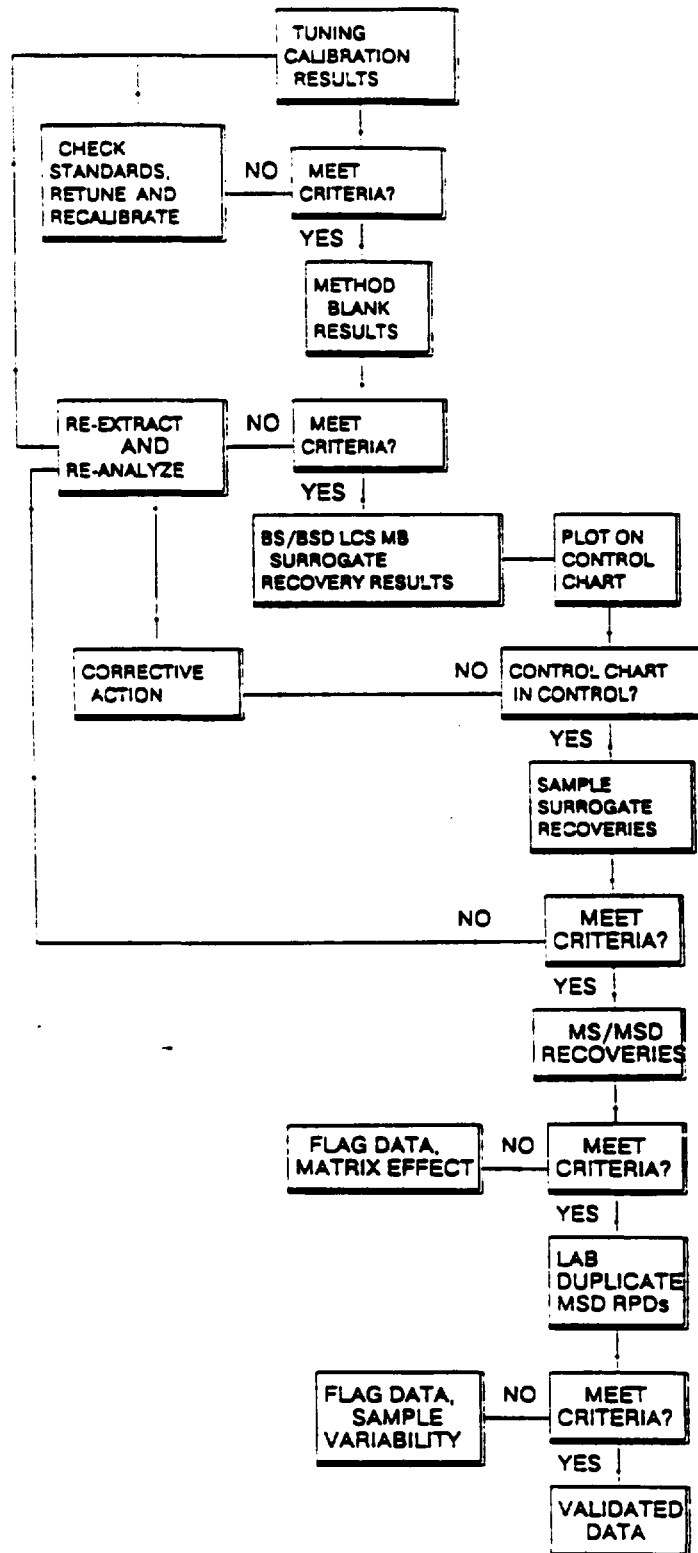 TUNING
CALIBRATION
RESULTS
CHECK
STANDARDS,
RETUNE AND
RECALIBRATE
NO
MEET
CRITERIA?
YES
METHOD
BLANK
RESULTS
RE-EXTRACT
AND
RE-ANALYZE
NO
MEET
CRITERIA?
YES
BS/BSD LCS MB
SURROGATE
RECOVERY RESULTS
PLOT ON
CONTROL
CHART
CORRECTIVE
ACTION
NO
CONTROL CHART
IN CONTROL?
YES
SAMPLE
SURROGATE
RECOVERIES
NO
MEET
CRITERIA?
YES
MS/MSD
RECOVERIES
FLAG DATA,
MATRIX EFFECT
NO
MEET
CRITERIA?
YES
LAB
DUPLICATE
MSD RPDs
FLAG DATA,
SAMPLE
VARIABILITY
NO
MEET
CRITERIA?
YES
VALIDATED
DATA